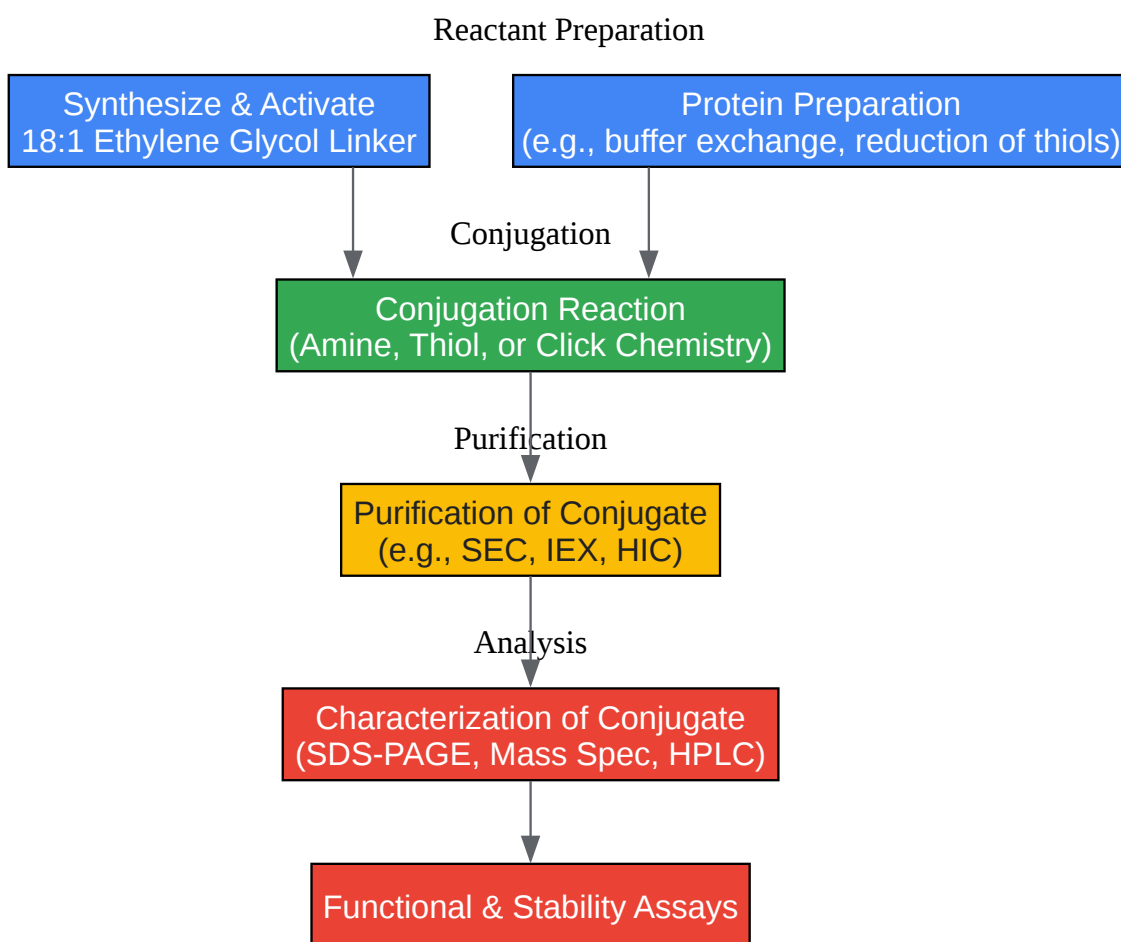 Reactant Preparation
Synthesize & Activate
18:1 Ethylene Glycol Linker
Protein Preparation
(e.g., buffer exchange, reduction of thiols)
Conjugation
Conjugation Reaction
(Amine, Thiol, or Click Chemistry)
Purification
Purification of Conjugate
(e.g., SEC, IEX, HIC)
Analysis
Characterization of Conjugate
(SDS-PAGE, Mass Spec, HPLC)
Functional & Stability Assays